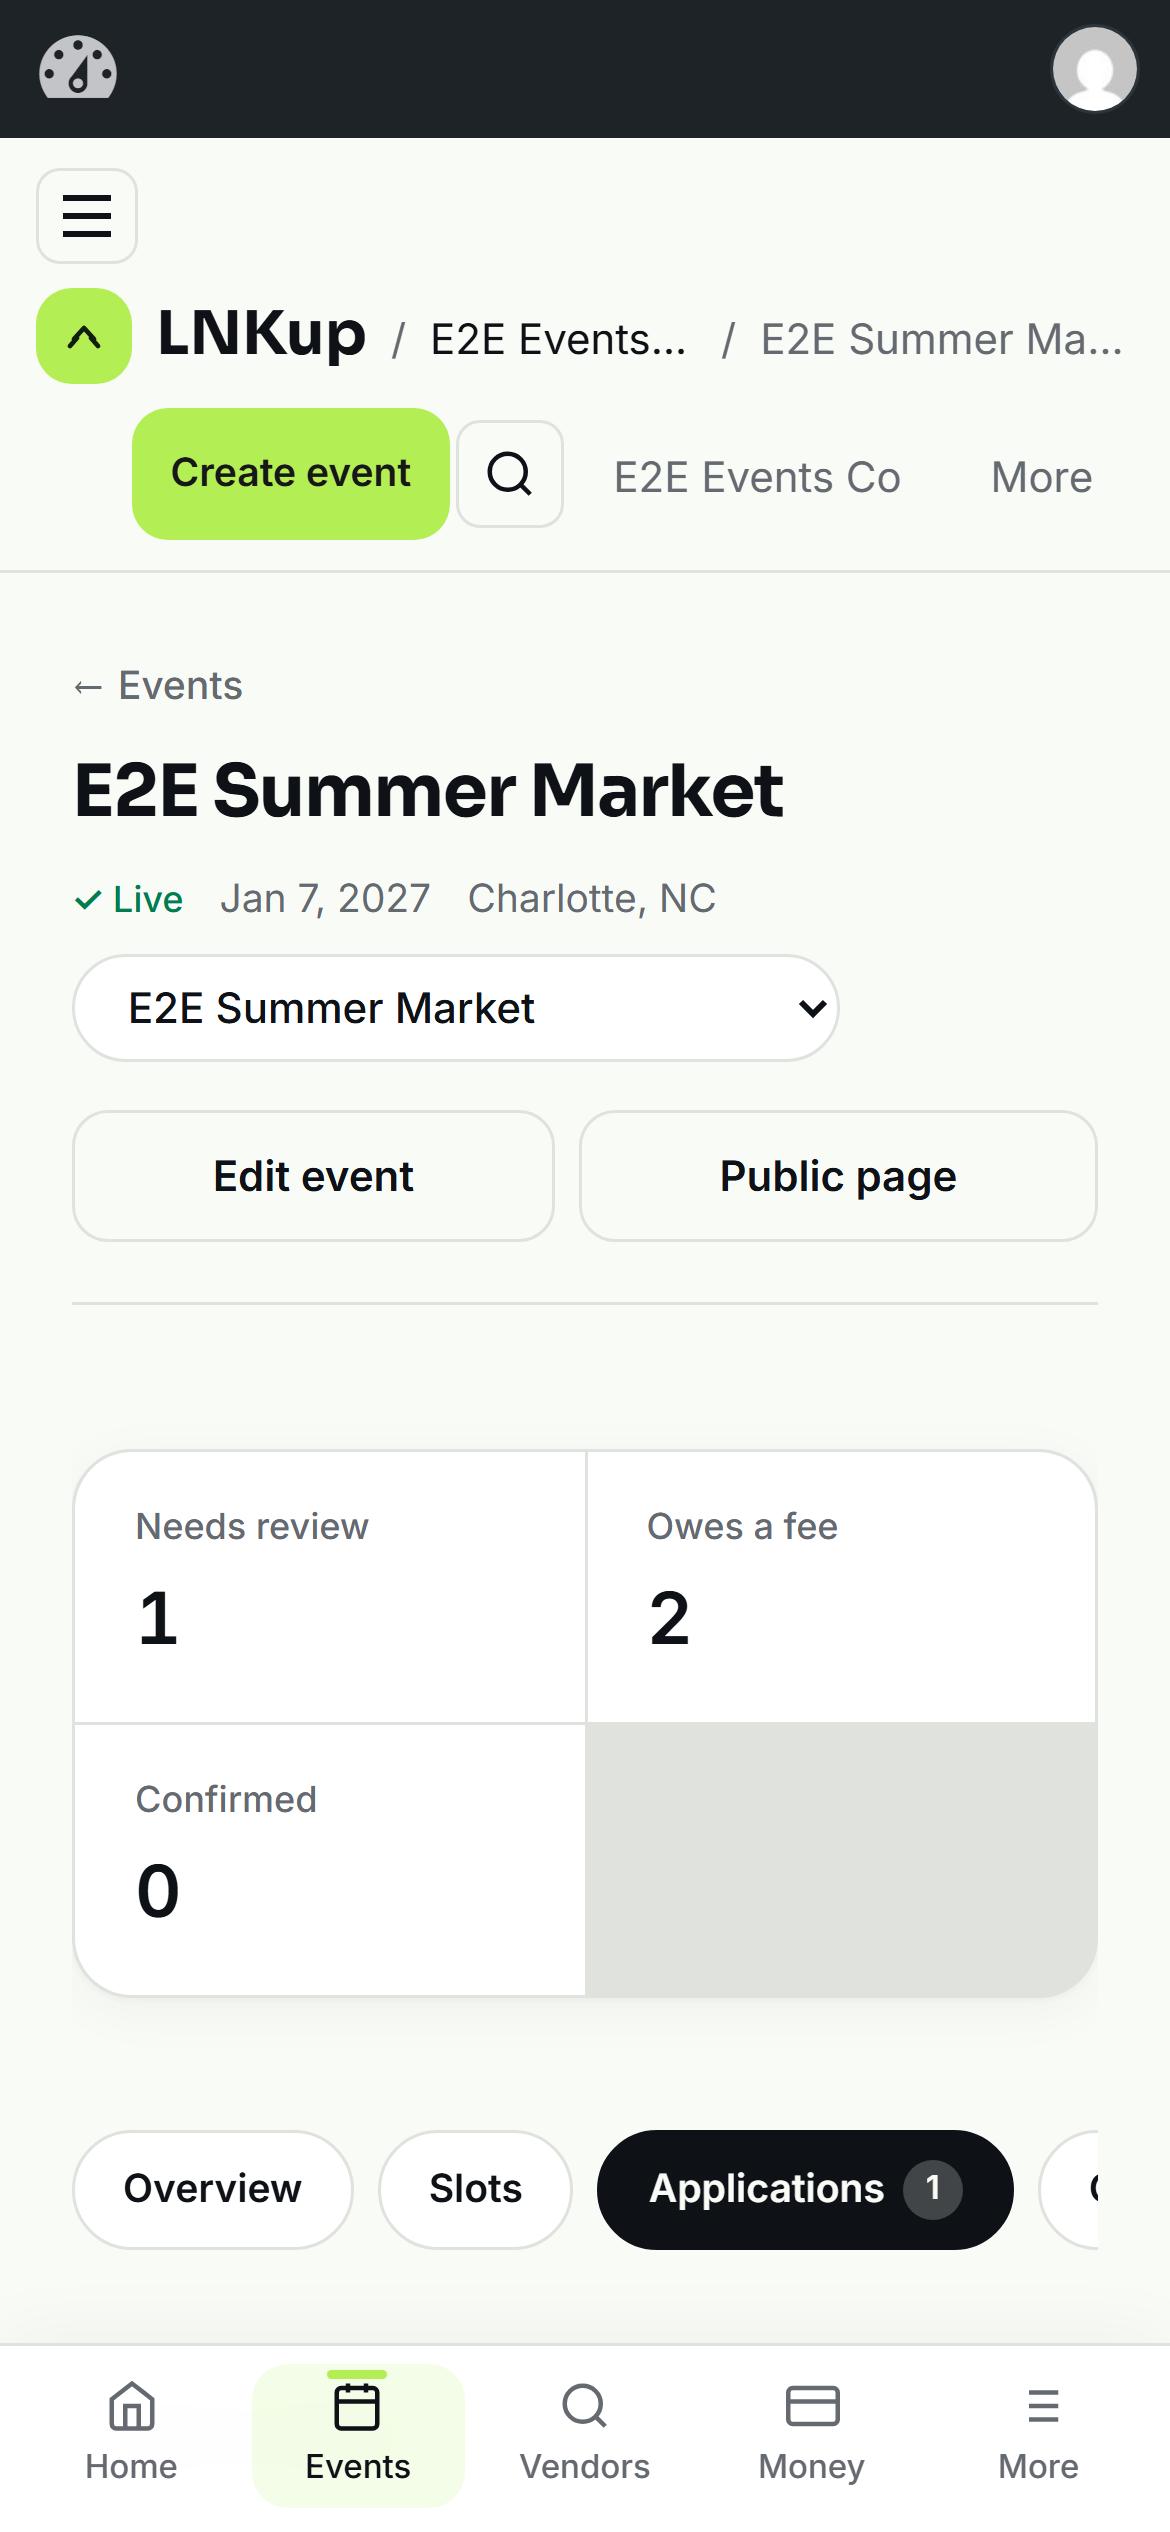 LNKup / E2E Events... / E2E Summer Ma...
Create event E2E Events Co More
← Events
E2E Summer Market
✓ Live Jan 7, 2027 Charlotte, NC
E2E Summer Market
Edit event Public page
Needs review Owes a fee
1 2
Confirmed
0
Overview Slots Applications 1
Home Events Vendors Money More